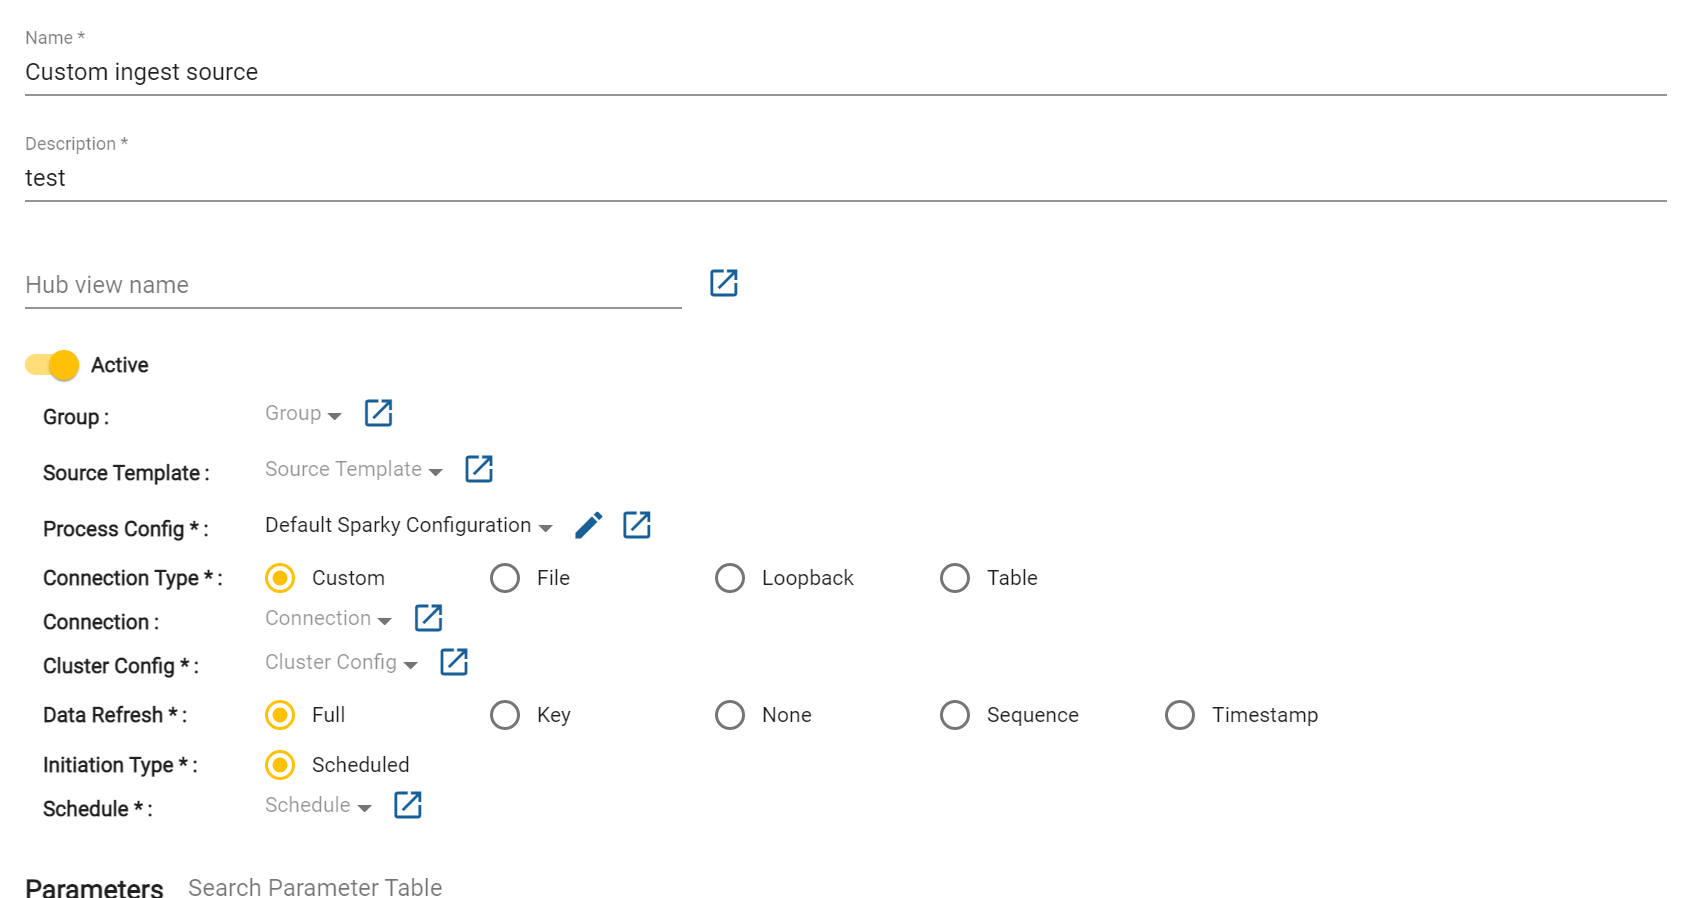 Name *
Custom ingest source
Description *
test
Hub view name
Active
Group : Group
Source Template : Source Template
Process Config * : Default Sparky Configuration
Connection Type * : Custom File Loopback Table
Connection : Connection
Cluster Config * : Cluster Config
Data Refresh * : Full Key None Sequence Timestamp
Initiation Type * : Scheduled
Schedule * : Schedule
Parameters Search Parameter Table